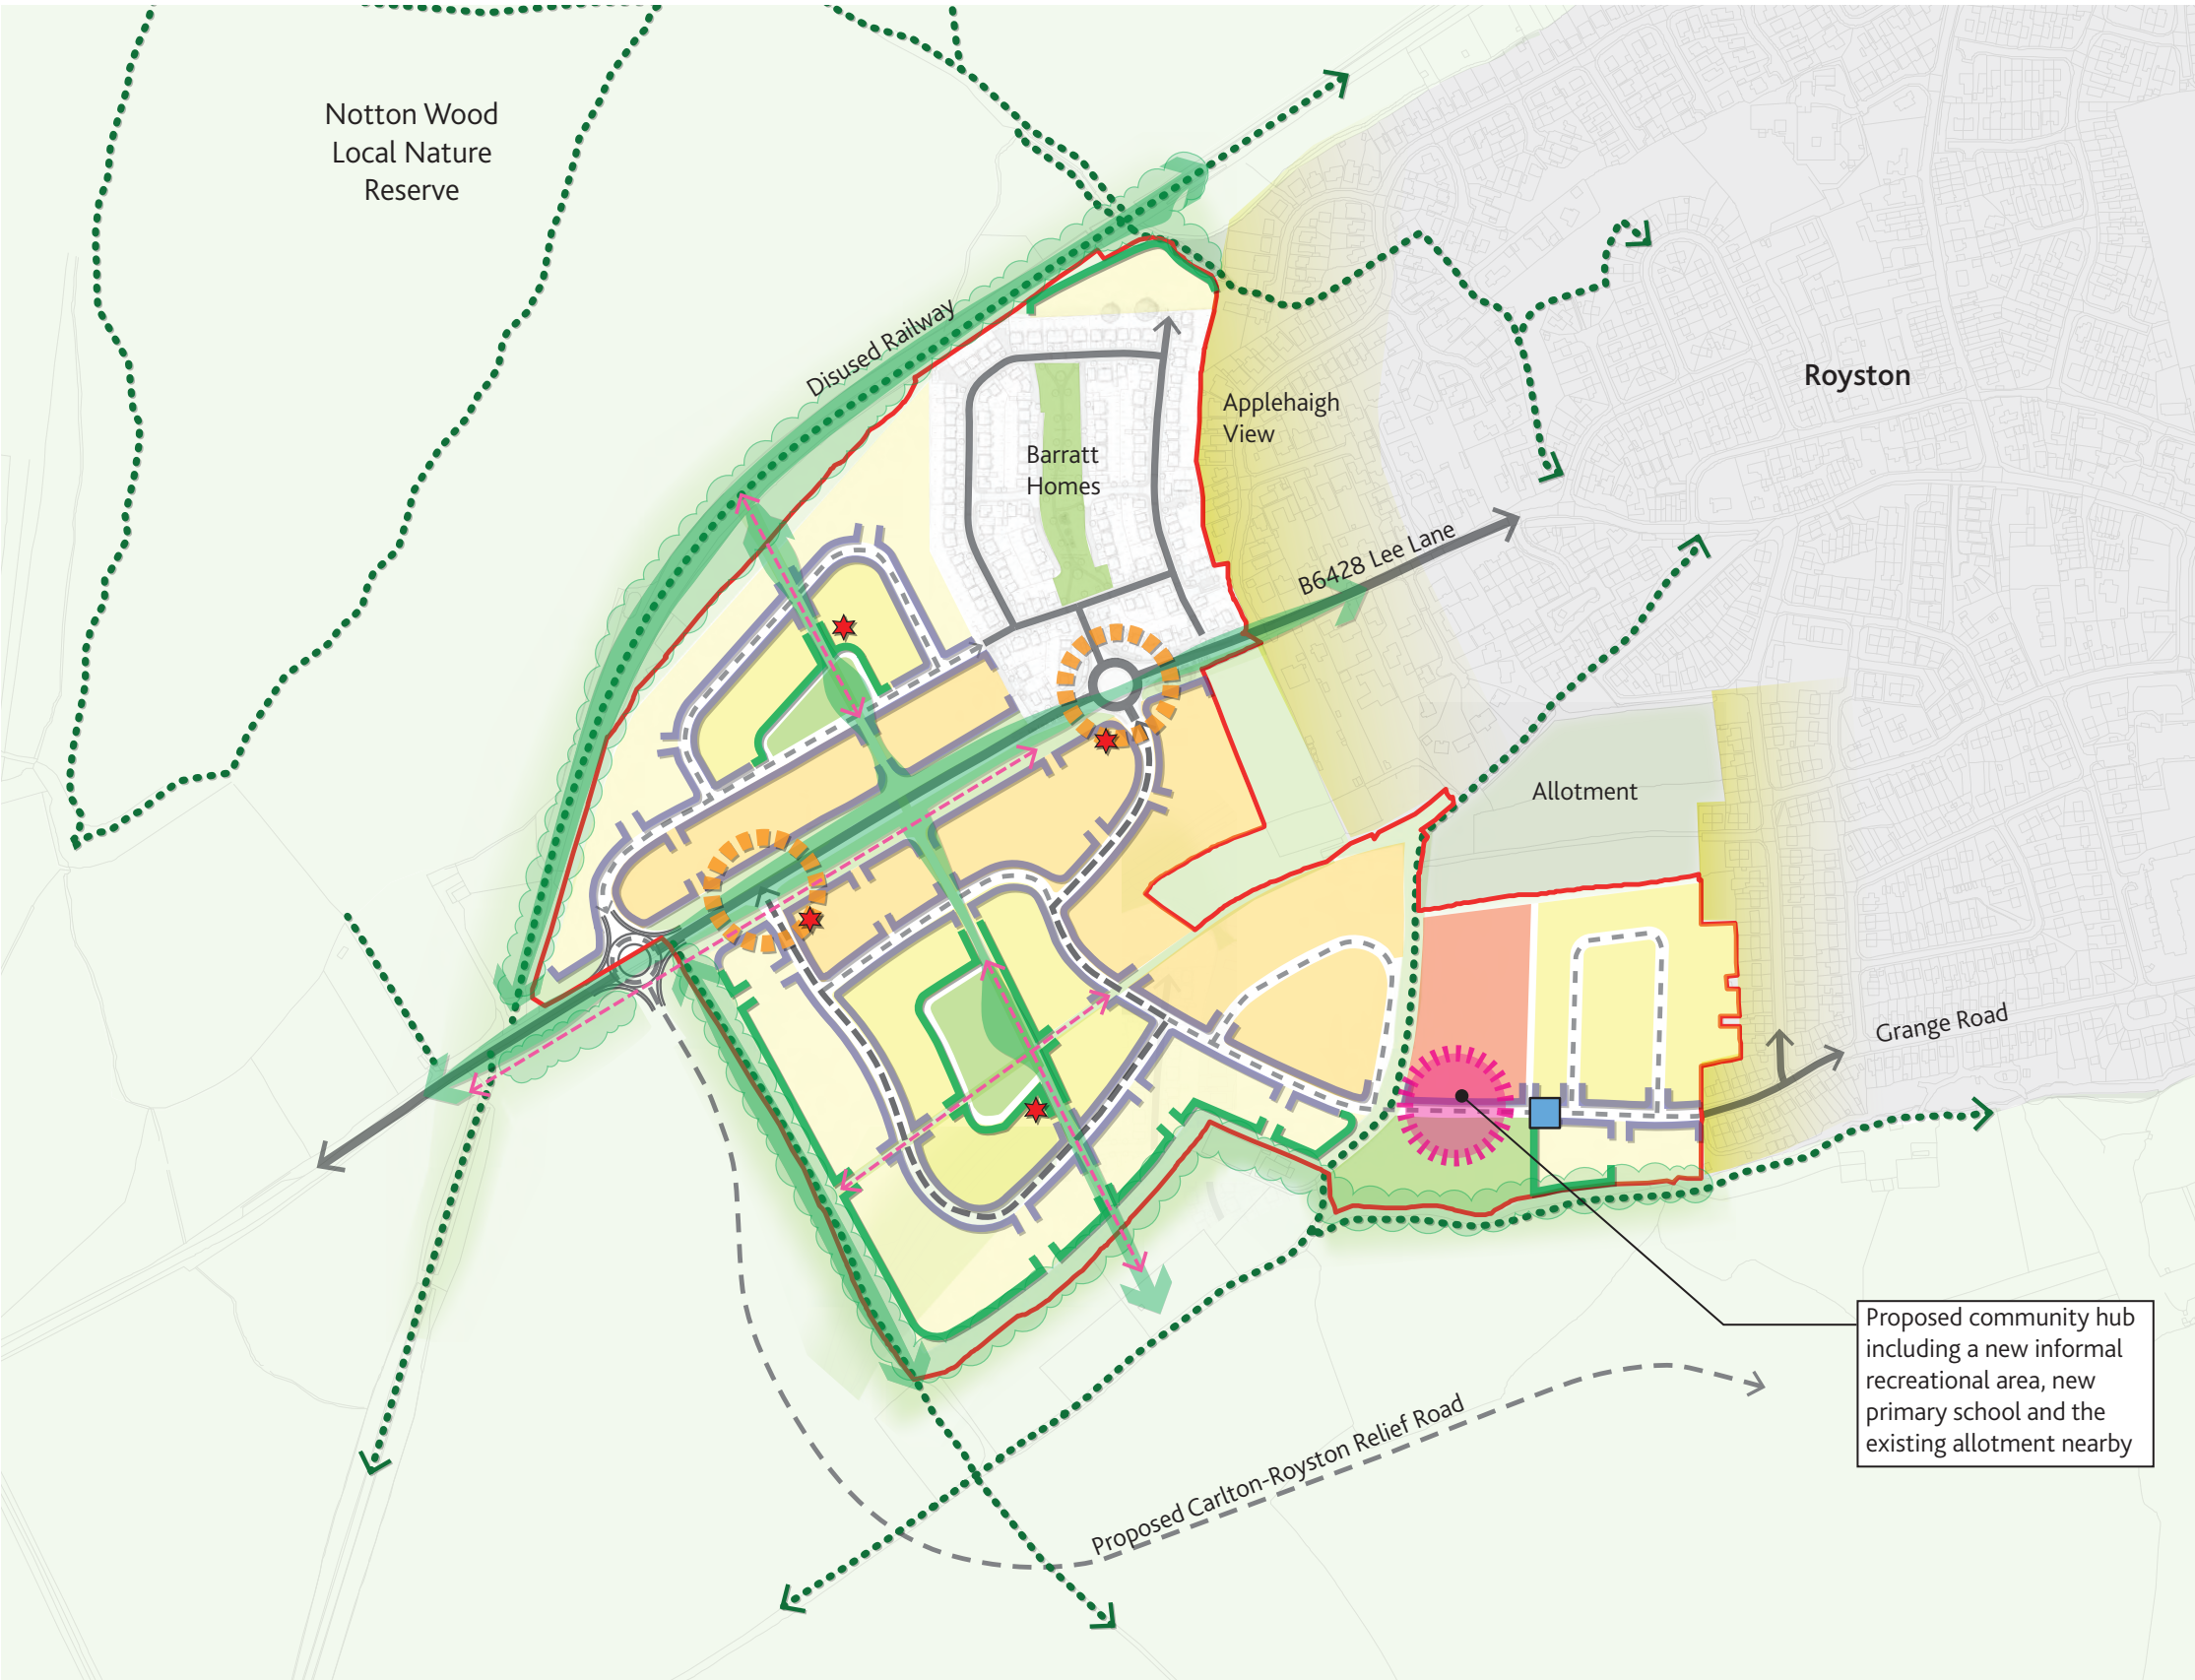 Notton Wood
Local Nature
Reserve
Disused Railway
Royston
Applehaigh
View
Barratt
Homes
B6428 Lee Lane
Allotment
Grange Road
Proposed community hub
including a new informal
recreational area, new
primary school and the
existing allotment nearby
Proposed Carlton-Royston Relief Road